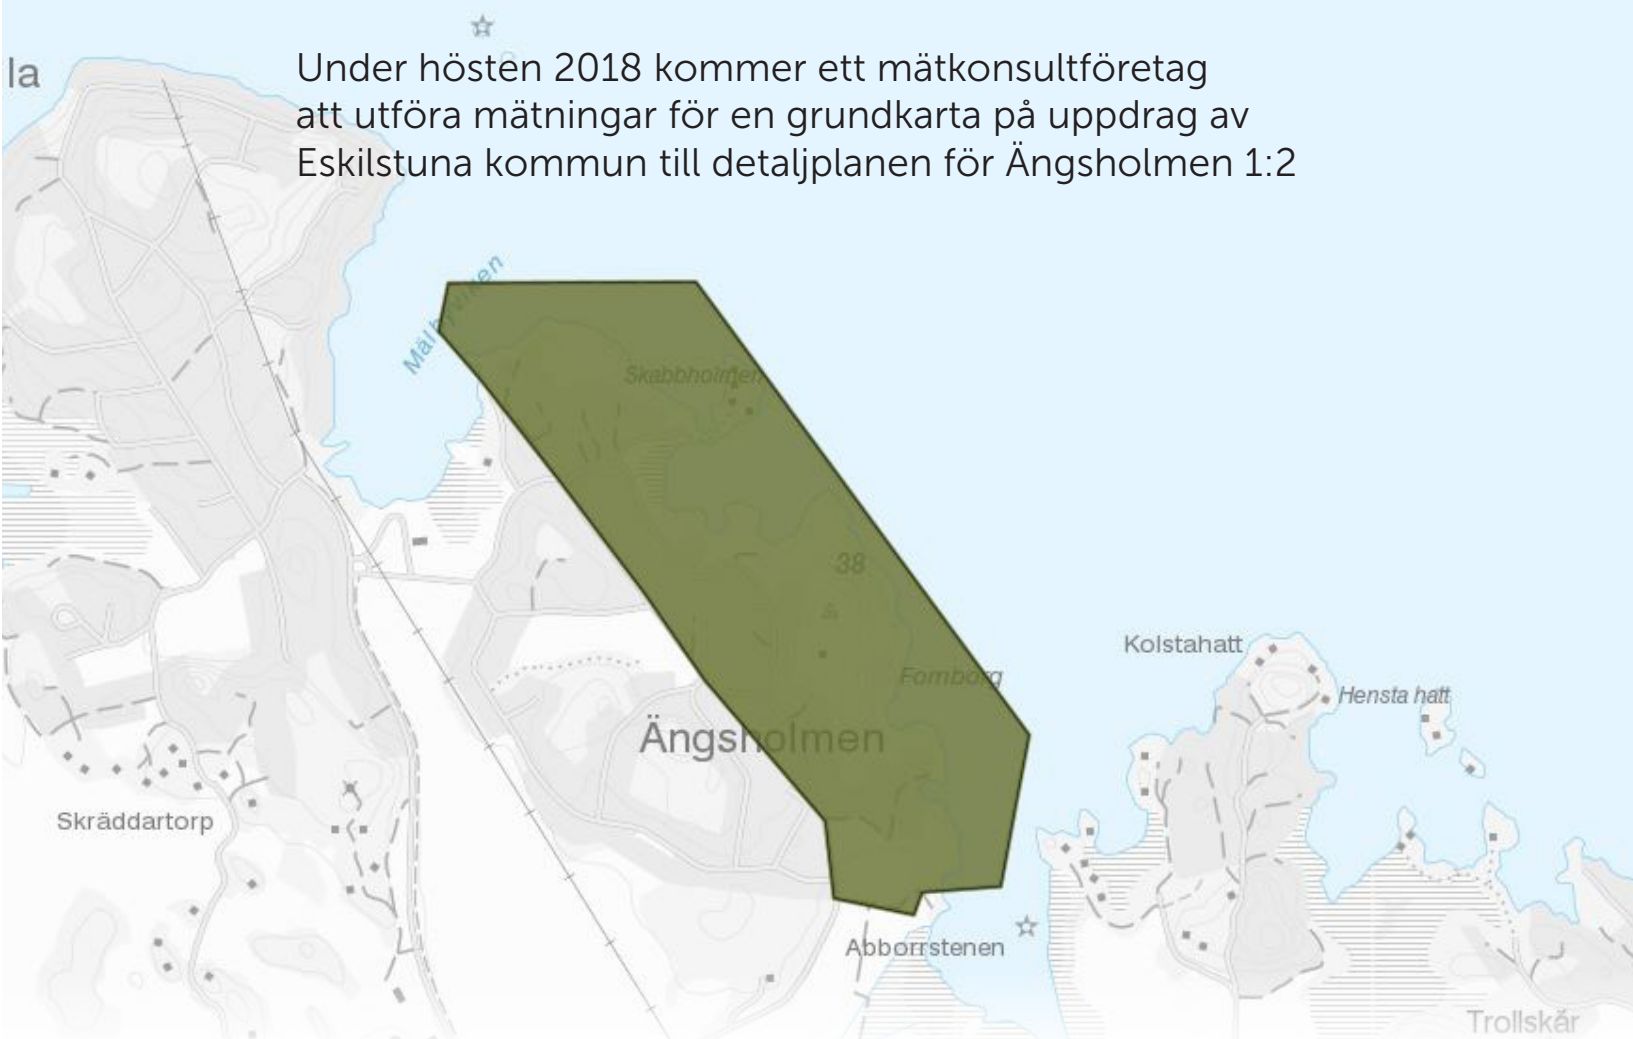 la
Under hösten 2018 kommer ett mätkonsultföretag
att utföra mätningar för en grundkarta på uppdrag av
Eskilstuna kommun till detaljplanen för Ängsholmen 1:2
Mälbyviken
Skabbholmen
38
Kolstahatt
Fornborg
Hensta hatt
Ängsholmen
Skräddartorp
Abborrstenen
Trollskär